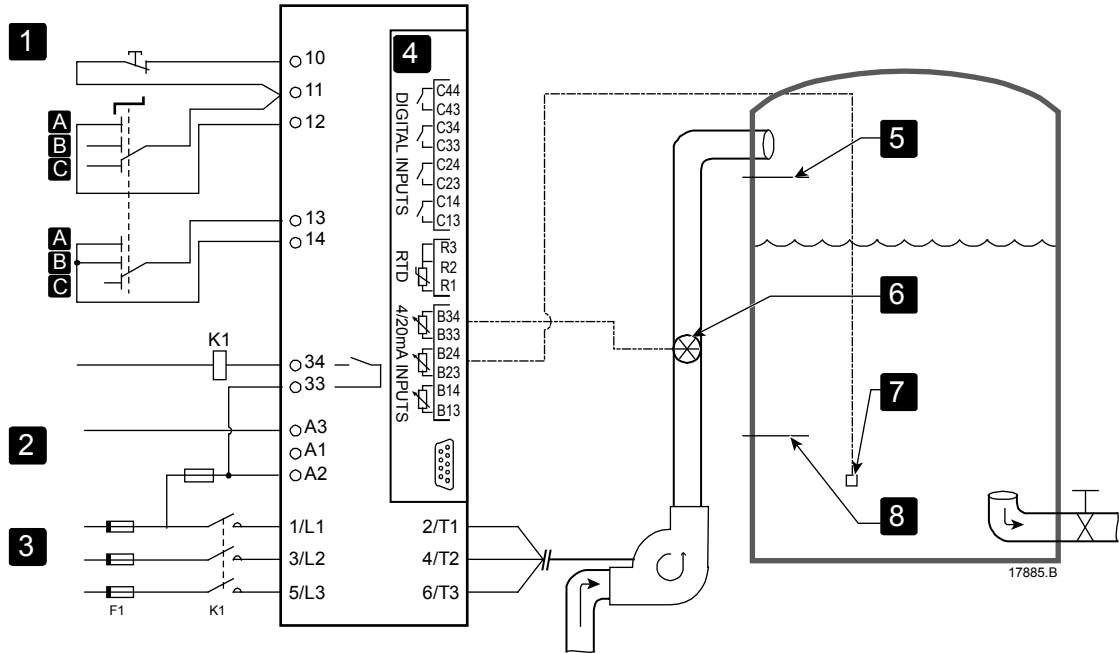 1
10
11
12
A
B
C
13
14
A
B
C
K1
34
33
2
A3
A1
A2
3
1/L1
3/L2
5/L3
F1
K1
2/T1
4/T2
6/T3
4
DIGITAL INPUTS
C44
C43
C34
C33
C24
C23
C14
C13
RTD
R3
R2
R1
4/20mA INPUTS
B34
B33
B24
B23
B14
B13
5
6
7
8
17885.B